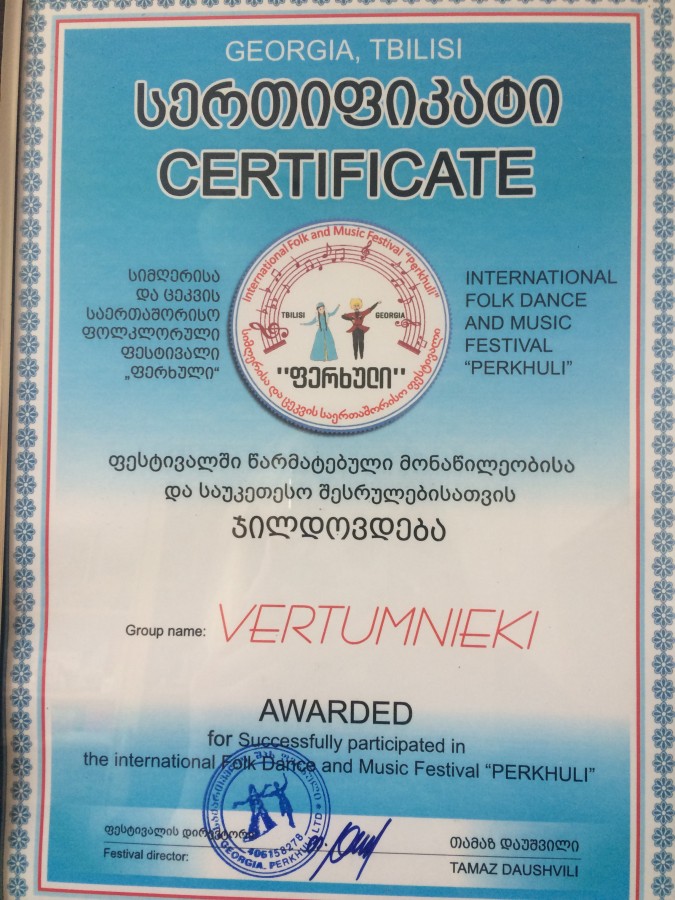 GEORGIA, TBILISI
სერთიფიკატი
CERTIFICATE
International Folk and Music Festival "Perkhuli"
TBILISI
GEORGIA
"ფერხული"
სიმღერისა და ცეკვის საერთაშორისო ფესტივალი
სიმღერისა
და ცეკვის
საერთაშორისო
ფოლკლორული
ფესტივალი
„ფერხული“
INTERNATIONAL
FOLK DANCE
AND MUSIC
FESTIVAL
“PERKHULI”
ფესტივალში წარმატებული მონაწილეობისა
და საუკეთესო შესრულებისათვის
ჯილდოვდება
Group name: VERTUMNIEKI
AWARDED
for Successfully participated in
the international Folk Dance and Music Festival “PERKHULI”
406158278
GEORGIA. PERKHULI LTD
ფესტივალის დირექტორი
Festival director:
თამაზ დაუშვილი
TAMAZ DAUSHVILI